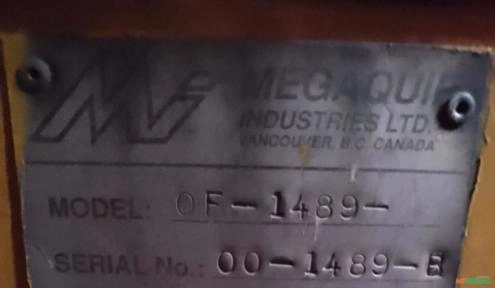 MEGAQUIP
INDUSTRIES LTD.
VANCOUVER, B.C. CANADA
MODEL: OF-1489-
SERIAL No.: 00-1489-B